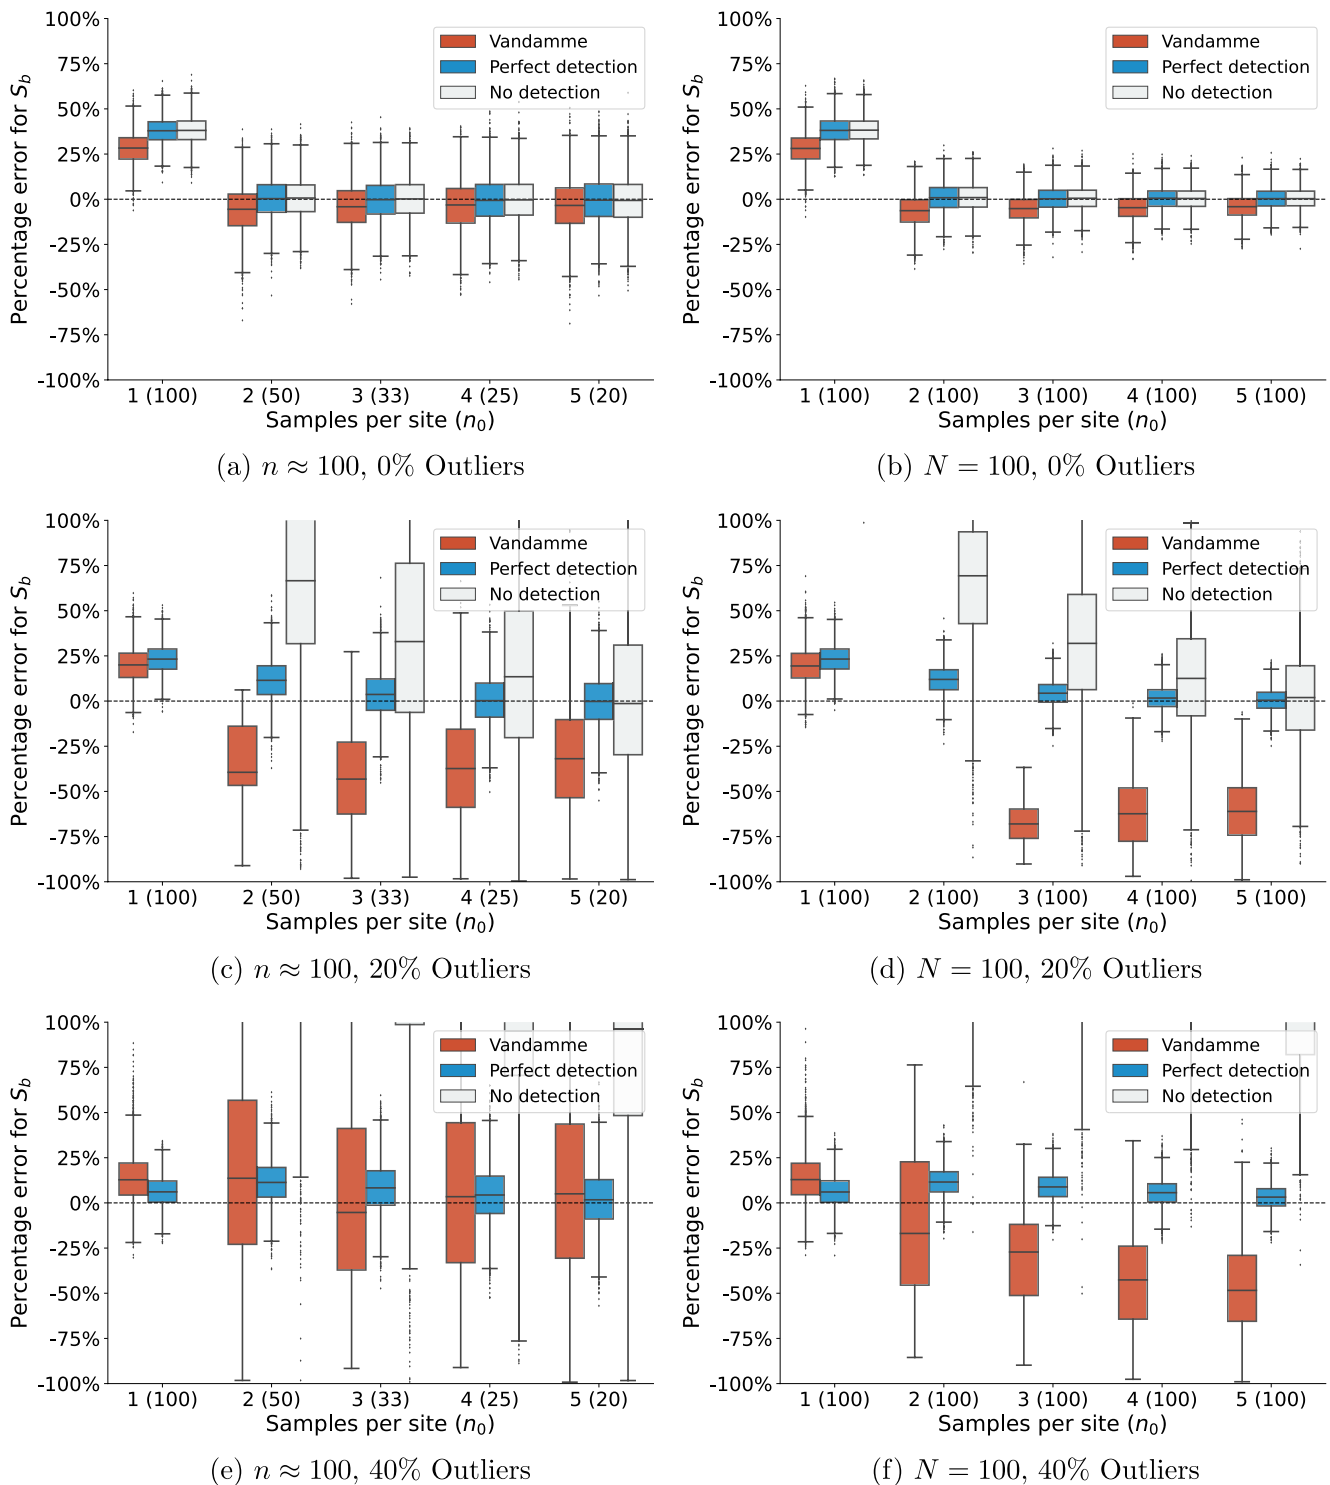 100%
75%
50%
25%
0%
-25%
-50%
-75%
-100%
Percentage error for S_b
Vandamme
Perfect detection
No detection
1 (100) 2 (50) 3 (33) 4 (25) 5 (20)
Samples per site (n_0)
(a) n ≈ 100, 0% Outliers
100%
75%
50%
25%
0%
-25%
-50%
-75%
-100%
Percentage error for S_b
Vandamme
Perfect detection
No detection
1 (100) 2 (100) 3 (100) 4 (100) 5 (100)
Samples per site (n_0)
(b) N = 100, 0% Outliers
100%
75%
50%
25%
0%
-25%
-50%
-75%
-100%
Percentage error for S_b
Vandamme
Perfect detection
No detection
1 (100) 2 (50) 3 (33) 4 (25) 5 (20)
Samples per site (n_0)
(c) n ≈ 100, 20% Outliers
100%
75%
50%
25%
0%
-25%
-50%
-75%
-100%
Percentage error for S_b
Vandamme
Perfect detection
No detection
1 (100) 2 (100) 3 (100) 4 (100) 5 (100)
Samples per site (n_0)
(d) N = 100, 20% Outliers
100%
75%
50%
25%
0%
-25%
-50%
-75%
-100%
Percentage error for S_b
Vandamme
Perfect detection
No detection
1 (100) 2 (50) 3 (33) 4 (25) 5 (20)
Samples per site (n_0)
(e) n ≈ 100, 40% Outliers
100%
75%
50%
25%
0%
-25%
-50%
-75%
-100%
Percentage error for S_b
Vandamme
Perfect detection
No detection
1 (100) 2 (100) 3 (100) 4 (100) 5 (100)
Samples per site (n_0)
(f) N = 100, 40% Outliers